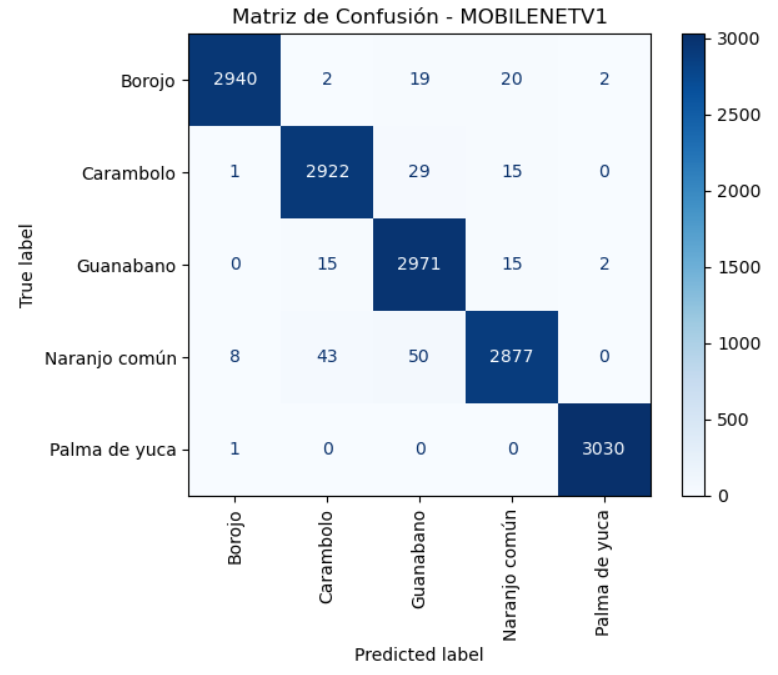 Matriz de Confusión - MOBILENETV1
True label
Borojo 2940 2 19 20 2
Carambolo 1 2922 29 15 0
Guanabano 0 15 2971 15 2
Naranjo común 8 43 50 2877 0
Palma de yuca 1 0 0 0 3030
Borojo Carambolo Guanabano Naranjo común Palma de yuca
Predicted label
3000
2500
2000
1500
1000
500
0